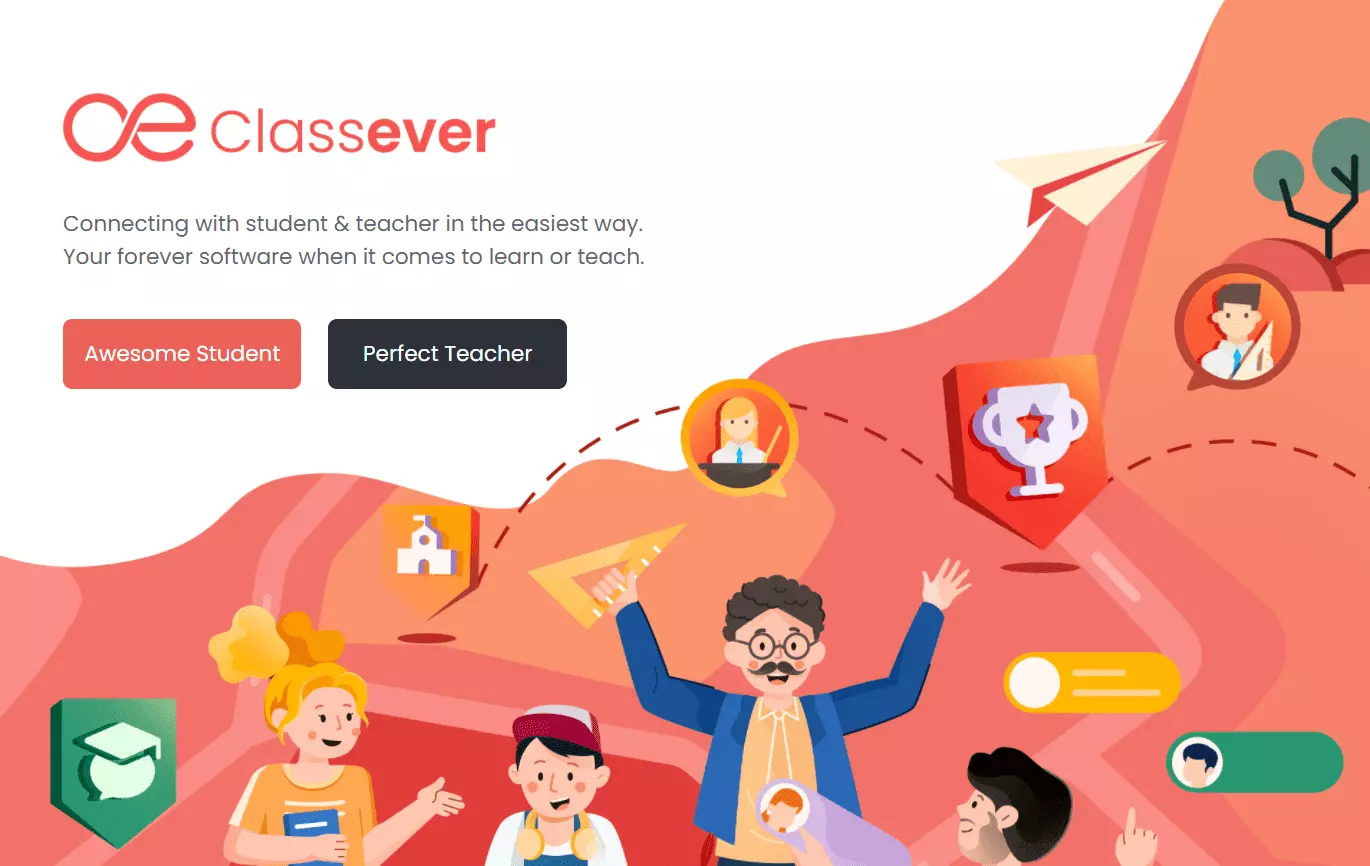 Classever
Connecting with student & teacher in the easiest way.
Your forever software when it comes to learn or teach.
Awesome Student
Perfect Teacher